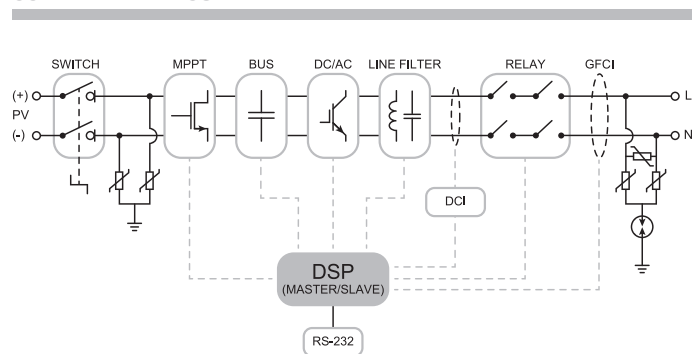 SWITCH MPPT BUS DC/AC LINE FILTER RELAY GFCI
(+) L
PV
(-) N
DCI
DSP
(MASTER/SLAVE)
RS-232